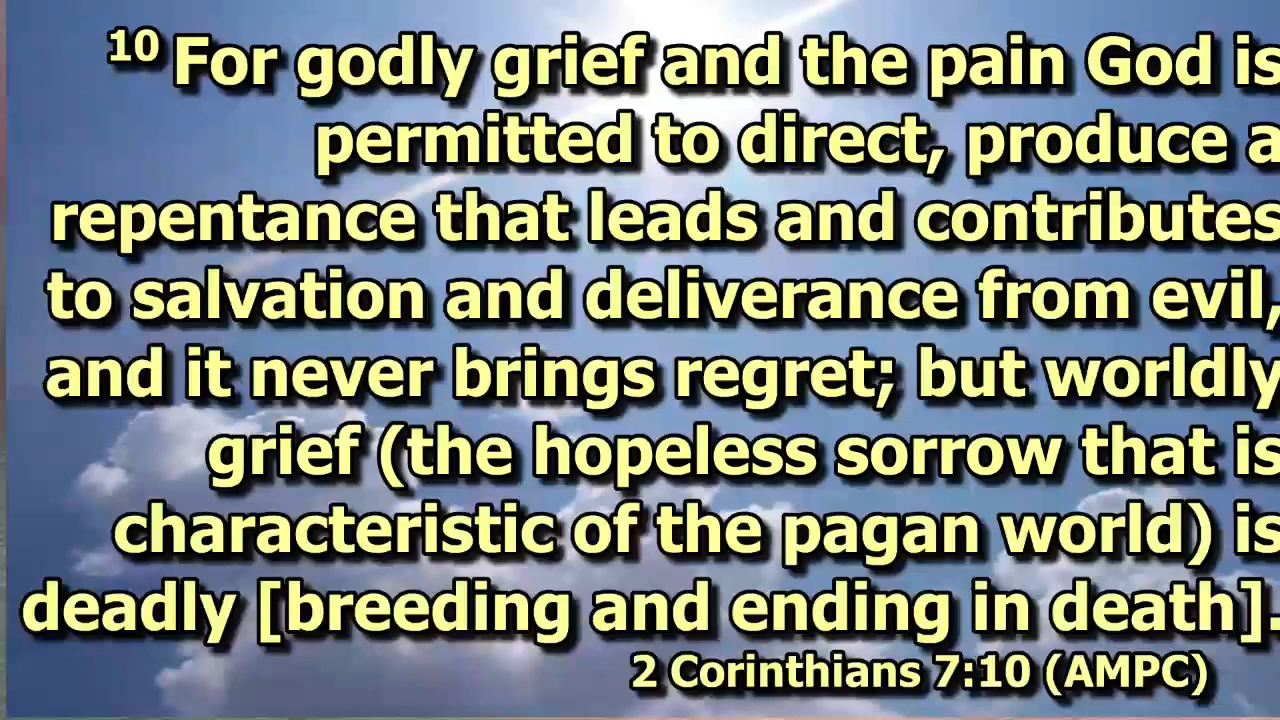 10 For godly grief and the pain God is
permitted to direct, produce a
repentance that leads and contributes
to salvation and deliverance from evil,
and it never brings regret; but worldly
grief (the hopeless sorrow that is
characteristic of the pagan world) is
deadly [breeding and ending in death].
2 Corinthians 7:10 (AMPC)